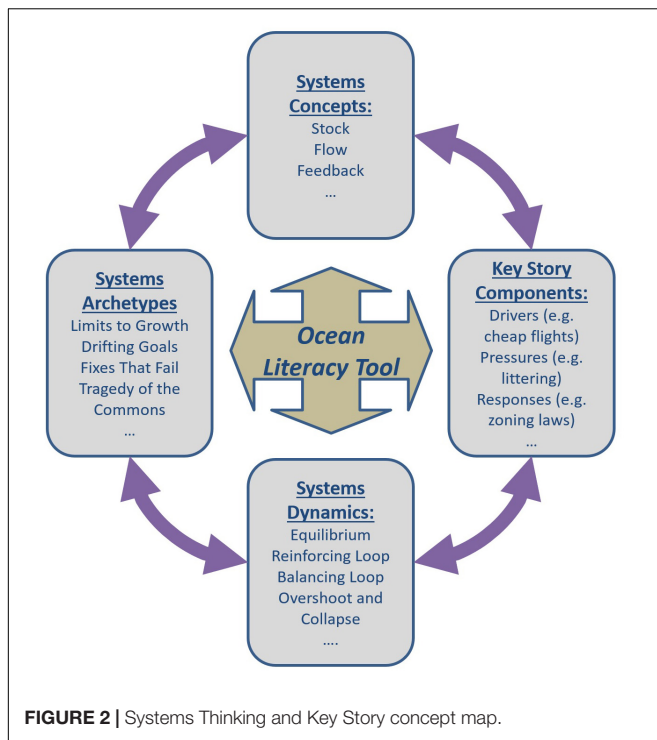 Systems
Concepts:
Stock
Flow
Feedback
...
Systems
Archetypes
Limits to Growth
Drifting Goals
Fixes That Fail
Tragedy of the
Commons
...
Ocean
Literacy Tool
Key Story
Components:
Drivers (e.g.
cheap flights)
Pressures (e.g.
littering)
Responses (e.g.
zoning laws)
...
Systems
Dynamics:
Equilibrium
Reinforcing Loop
Balancing Loop
Overshoot and
Collapse
....
FIGURE 2 | Systems Thinking and Key Story concept map.